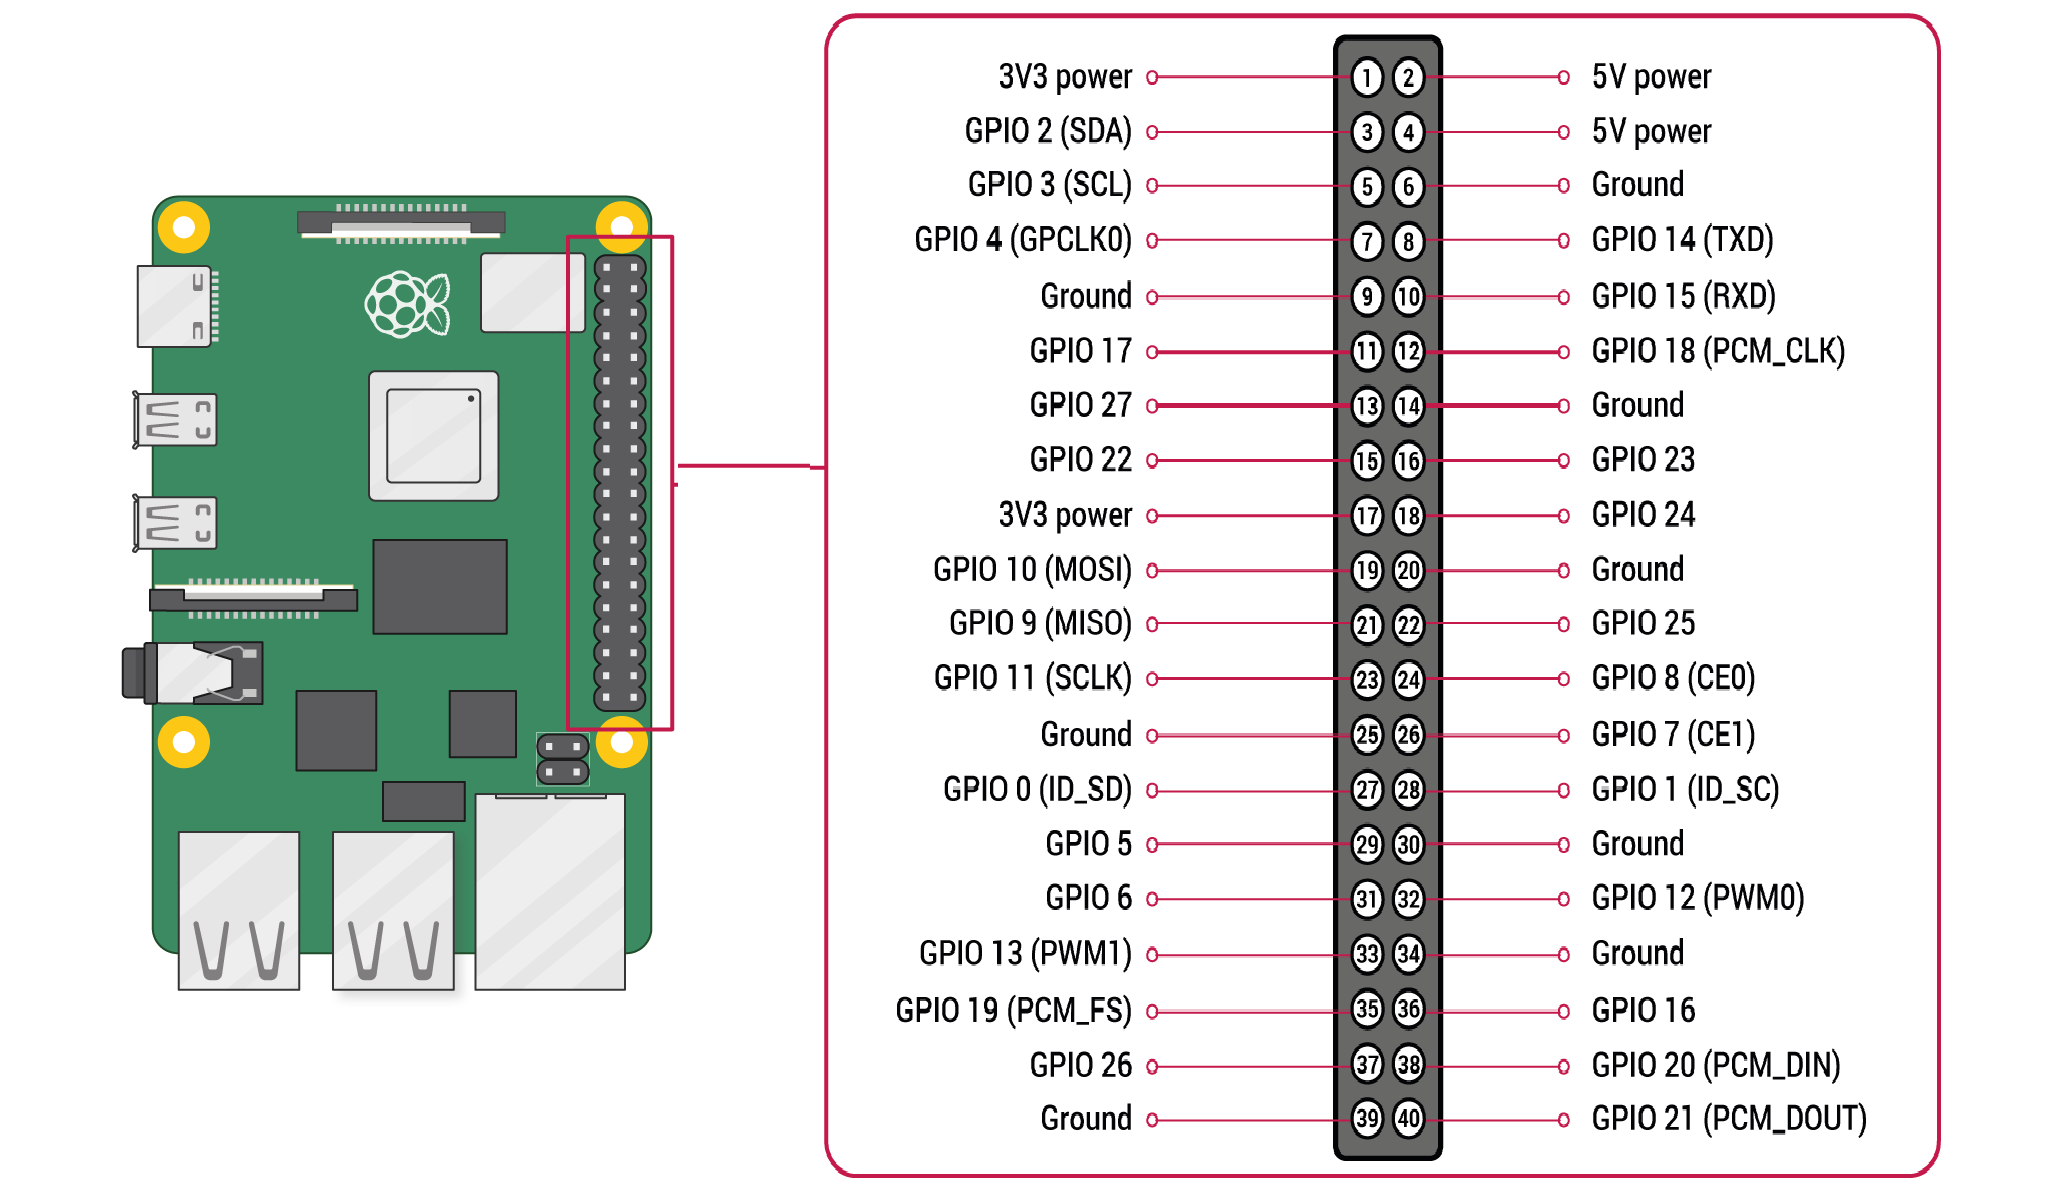 3V3 power 1 2 5V power
GPIO 2 (SDA) 3 4 5V power
GPIO 3 (SCL) 5 6 Ground
GPIO 4 (GPCLK0) 7 8 GPIO 14 (TXD)
Ground 9 10 GPIO 15 (RXD)
GPIO 17 11 12 GPIO 18 (PCM_CLK)
GPIO 27 13 14 Ground
GPIO 22 15 16 GPIO 23
3V3 power 17 18 GPIO 24
GPIO 10 (MOSI) 19 20 Ground
GPIO 9 (MISO) 21 22 GPIO 25
GPIO 11 (SCLK) 23 24 GPIO 8 (CE0)
Ground 25 26 GPIO 7 (CE1)
GPIO 0 (ID_SD) 27 28 GPIO 1 (ID_SC)
GPIO 5 29 30 Ground
GPIO 6 31 32 GPIO 12 (PWM0)
GPIO 13 (PWM1) 33 34 Ground
GPIO 19 (PCM_FS) 35 36 GPIO 16
GPIO 26 37 38 GPIO 20 (PCM_DIN)
Ground 39 40 GPIO 21 (PCM_DOUT)